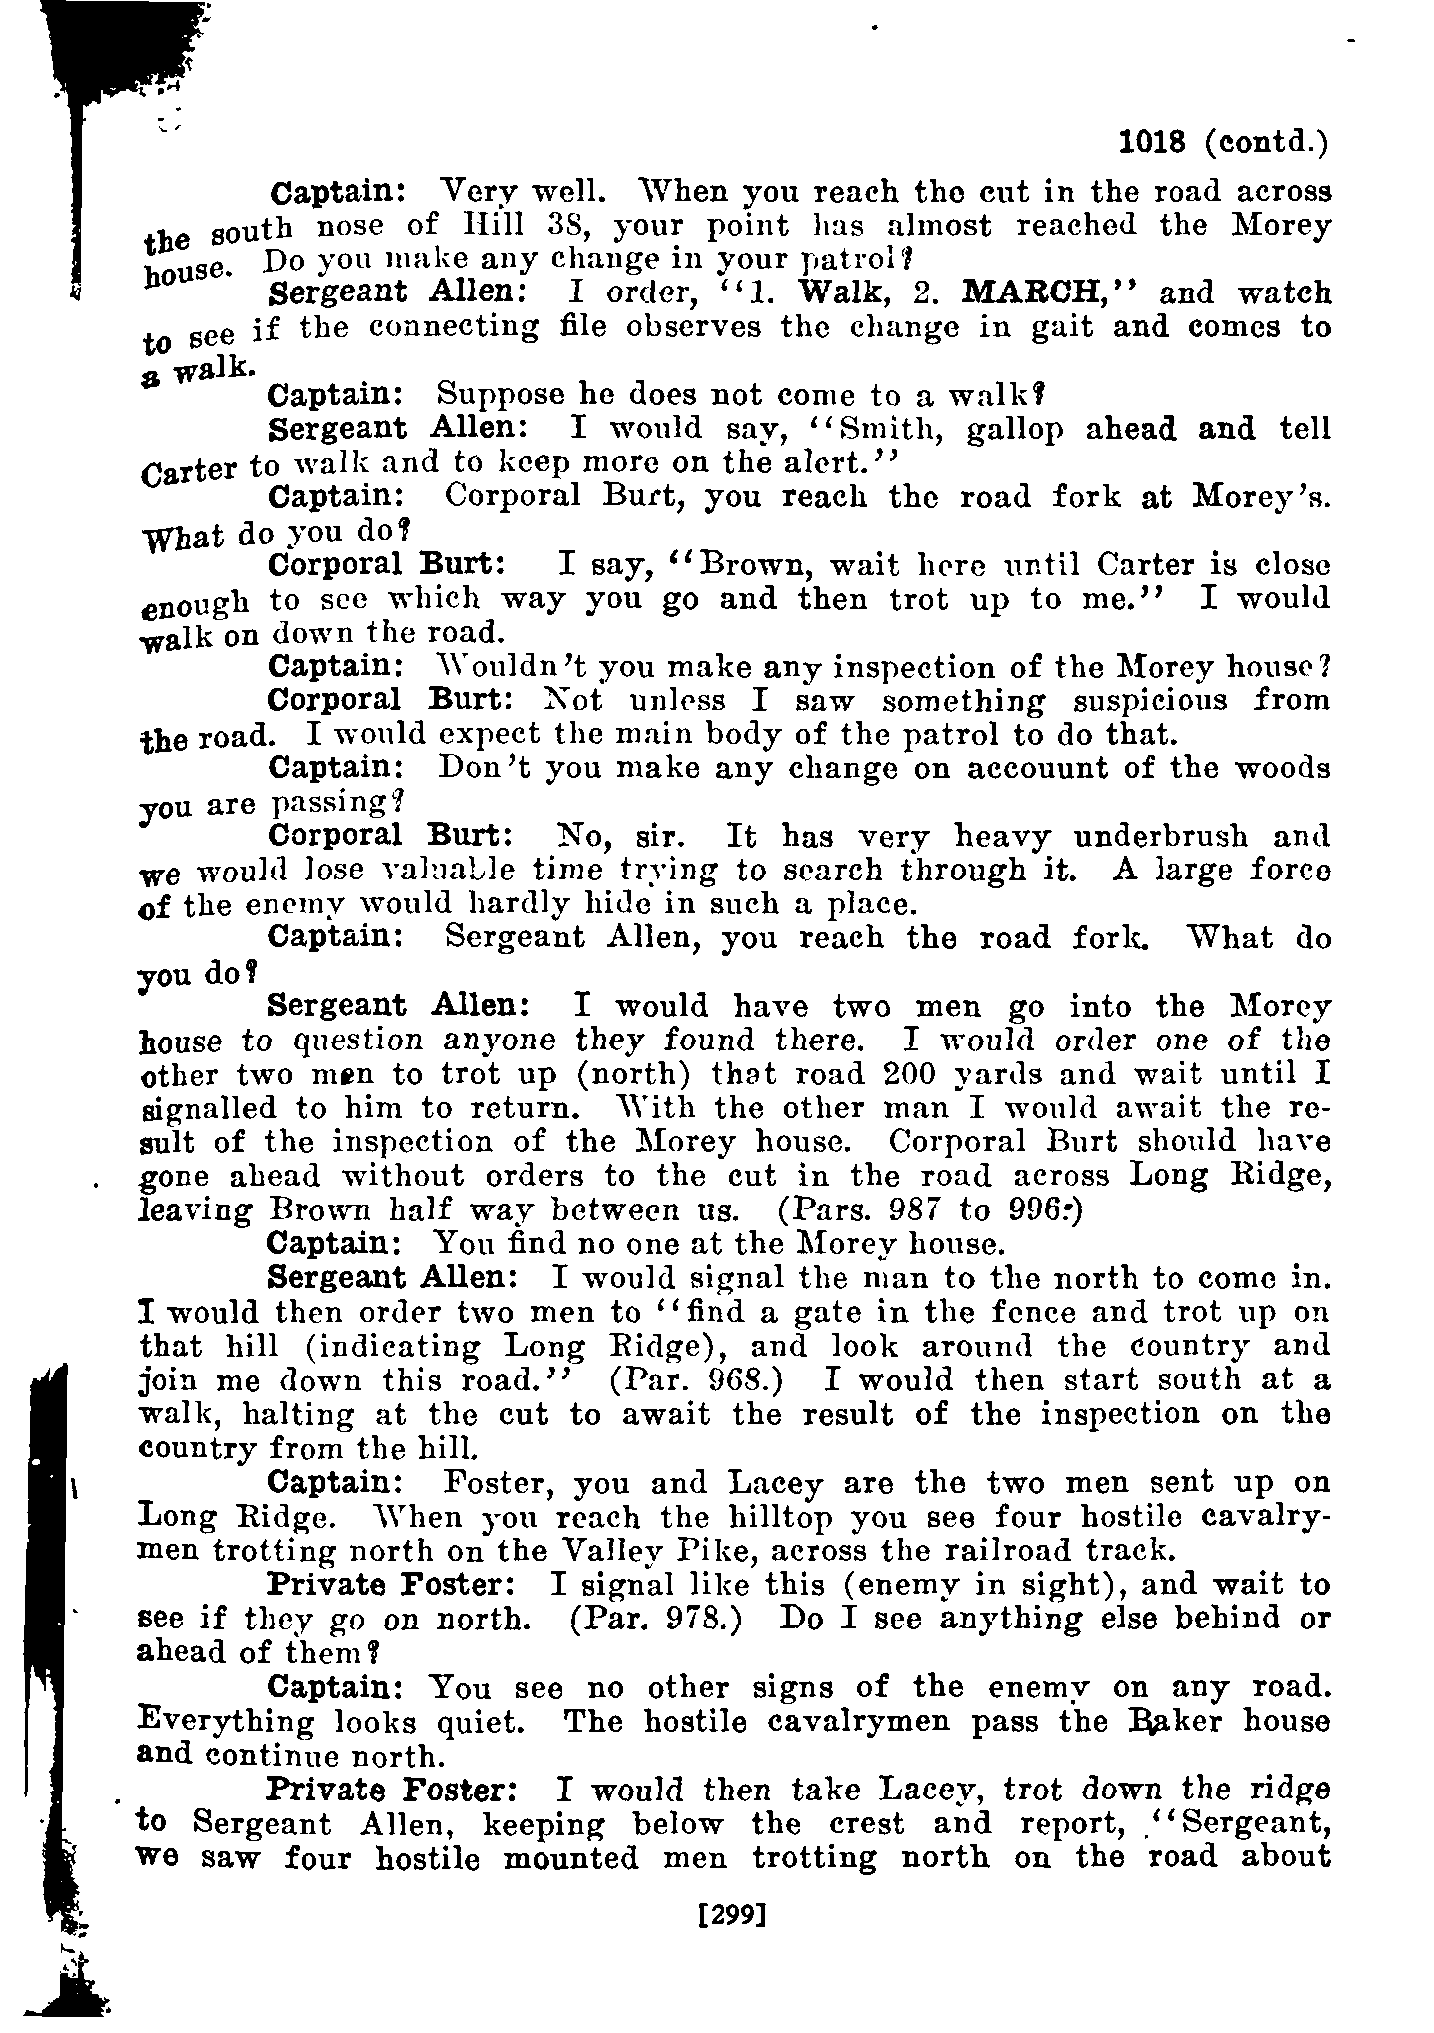 1018 (contd.)
Captain: Very well. When you reach the cut in the road across
the south nose of Hill 38, your point has almost reached the Morey
house. Do you make any change in your patrol?
Sergeant Allen: I order, "1. Walk, 2. MARCH," and watch
to see if the connecting file observes the change in gait and comes to
a walk.
Captain: Suppose he does not come to a walk?
Sergeant Allen: I would say, "Smith, gallop ahead and tell
Carter to walk and to keep more on the alert."
Captain: Corporal Burt, you reach the road fork at Morey's.
What do you do?
Corporal Burt: I say, "Brown, wait here until Carter is close
enough to see which way you go and then trot up to me." I would
walk on down the road.
Captain: Wouldn't you make any inspection of the Morey house?
Corporal Burt: Not unless I saw something suspicious from
the road. I would expect the main body of the patrol to do that.
Captain: Don't you make any change on accouunt of the woods
you are passing?
Corporal Burt: No, sir. It has very heavy underbrush and
we would lose valuable time trying to search through it. A large force
of the enemy would hardly hide in such a place.
Captain: Sergeant Allen, you reach the road fork. What do
you do?
Sergeant Allen: I would have two men go into the Morey
house to question anyone they found there. I would order one of the
other two men to trot up (north) that road 200 yards and wait until I
signalled to him to return. With the other man I would await the re-
sult of the inspection of the Morey house. Corporal Burt should have
gone ahead without orders to the cut in the road across Long Ridge,
leaving Brown half way between us. (Pars. 987 to 996.)
Captain: You find no one at the Morey house.
Sergeant Allen: I would signal the man to the north to come in.
I would then order two men to "find a gate in the fence and trot up on
that hill (indicating Long Ridge), and look around the country and
join me down this road." (Par. 968.) I would then start south at a
walk, halting at the cut to await the result of the inspection on the
country from the hill.
Captain: Foster, you and Lacey are the two men sent up on
Long Ridge. When you reach the hilltop you see four hostile cavalry-
men trotting north on the Valley Pike, across the railroad track.
Private Foster: I signal like this (enemy in sight), and wait to
see if they go on north. (Par. 978.) Do I see anything else behind or
ahead of them?
Captain: You see no other signs of the enemy on any road.
Everything looks quiet. The hostile cavalrymen pass the Baker house
and continue north.
Private Foster: I would then take Lacey, trot down the ridge
to Sergeant Allen, keeping below the crest and report, "Sergeant,
we saw four hostile mounted men trotting north on the road about
[299]